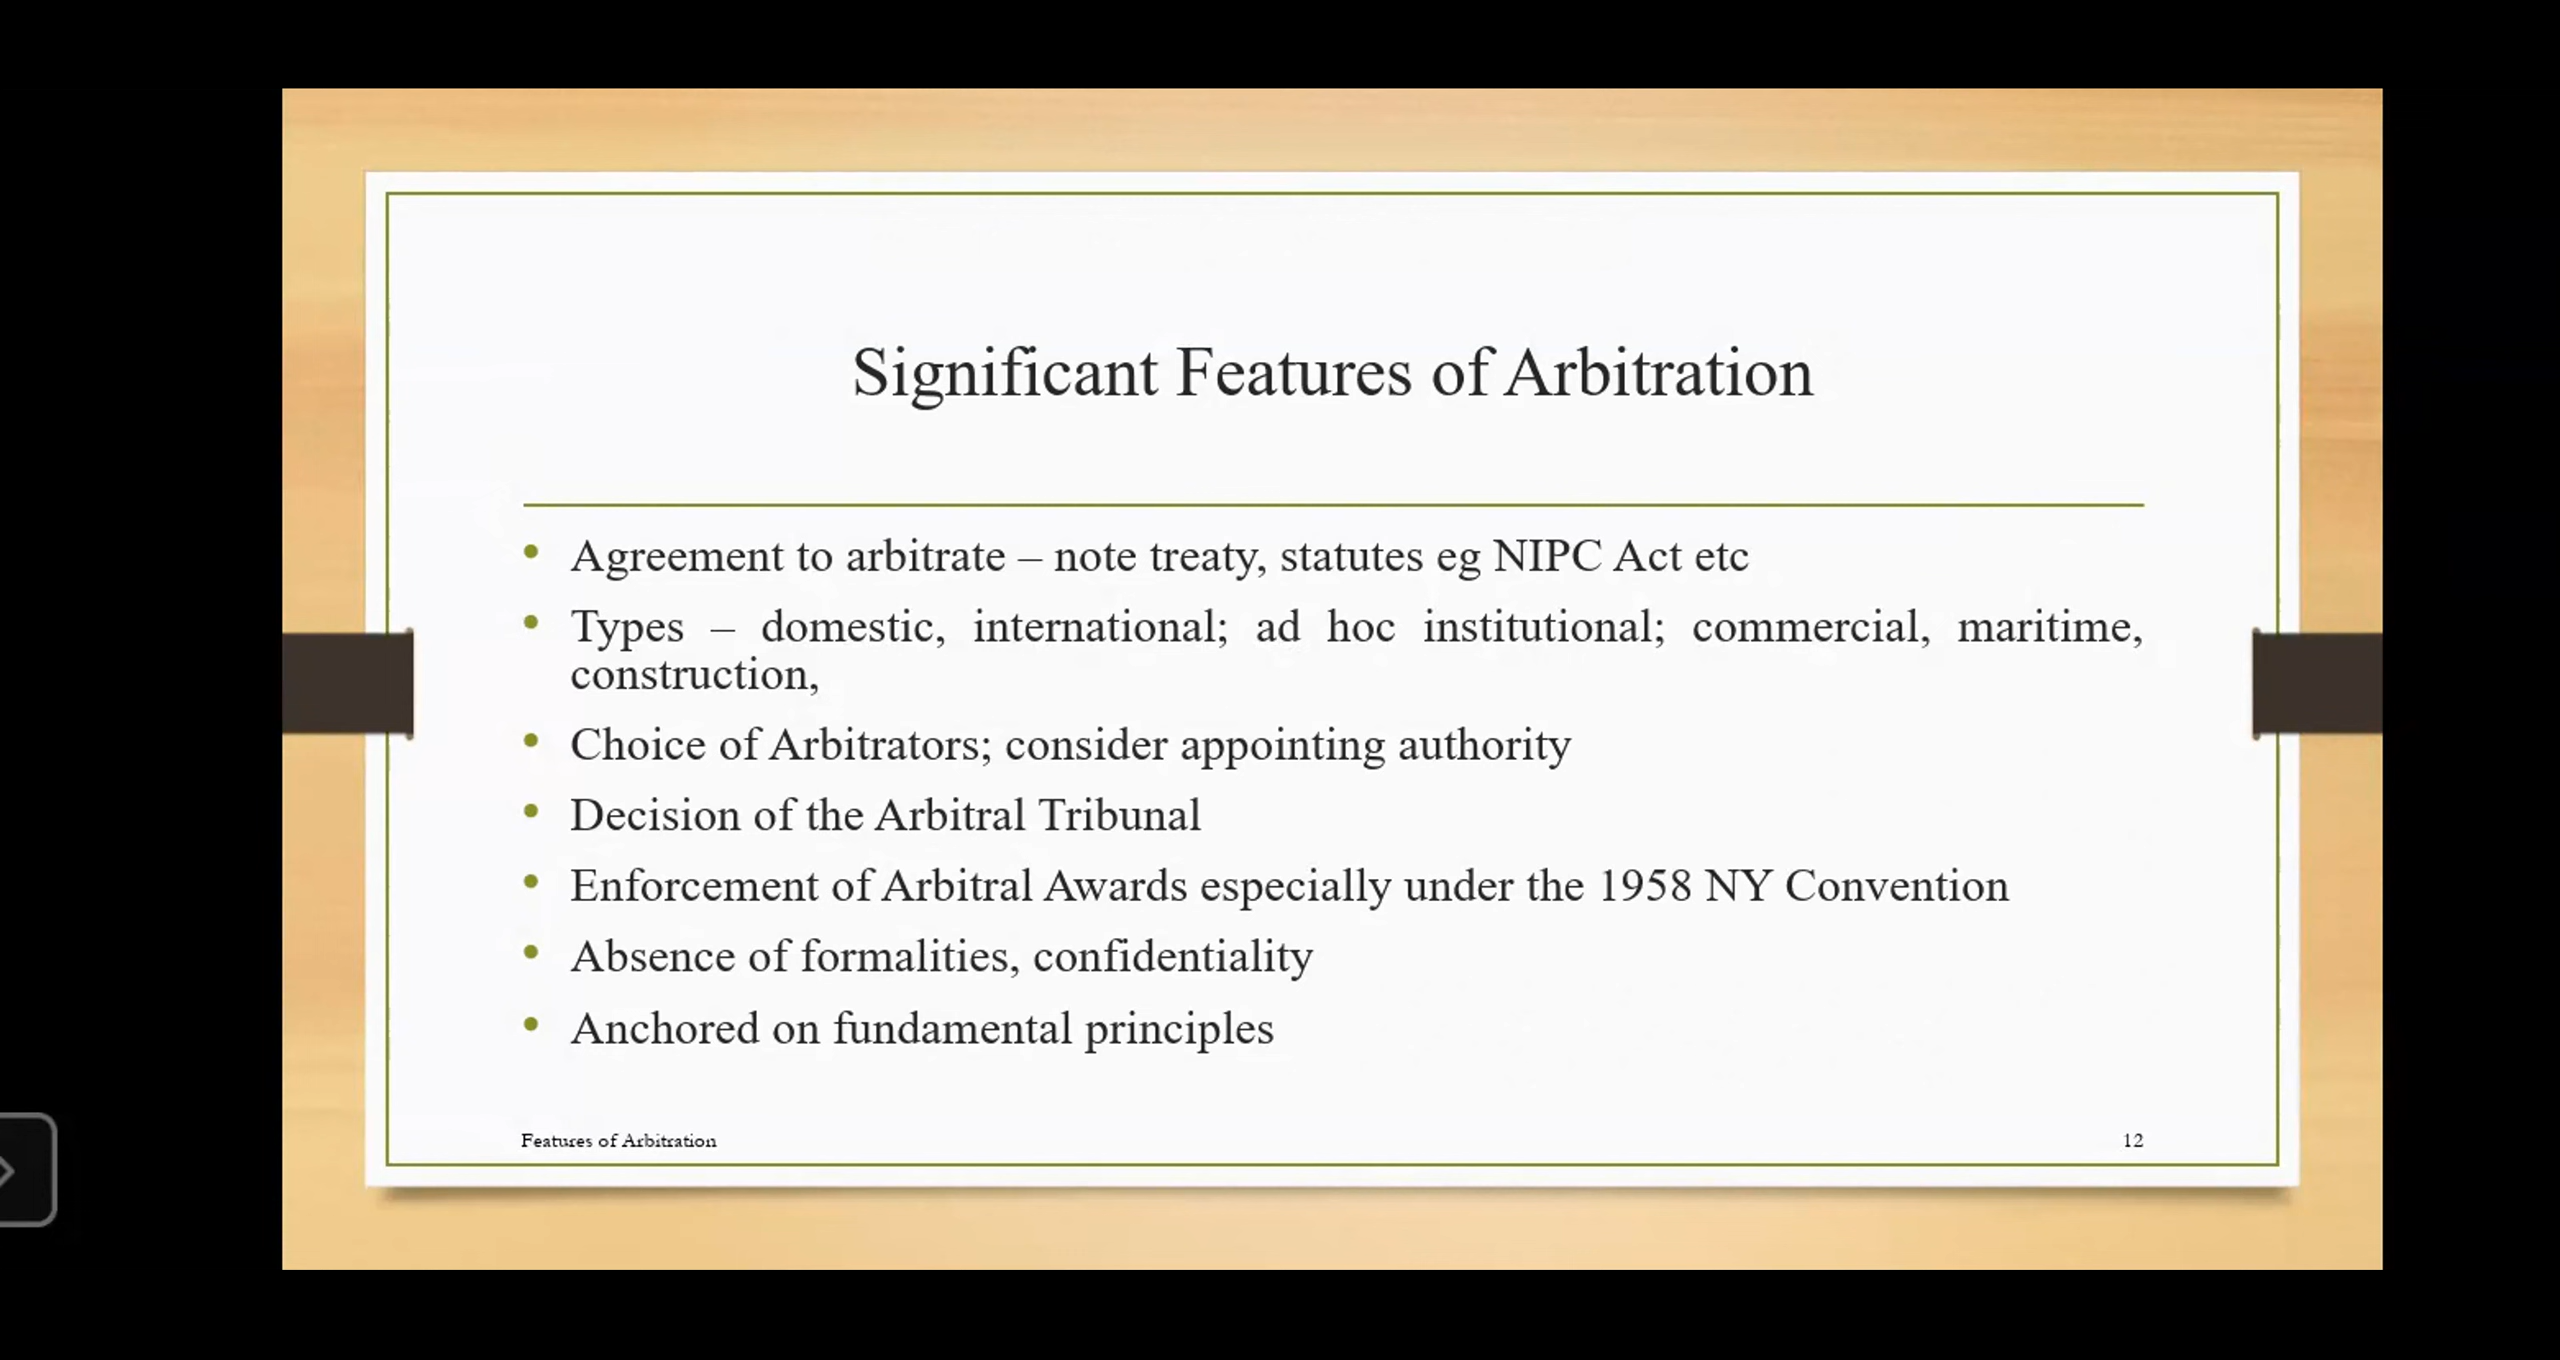 Significant Features of Arbitration
• Agreement to arbitrate – note treaty, statutes eg NIPC Act etc
• Types – domestic, international; ad hoc institutional; commercial, maritime,
construction,
• Choice of Arbitrators; consider appointing authority
• Decision of the Arbitral Tribunal
• Enforcement of Arbitral Awards especially under the 1958 NY Convention
• Absence of formalities, confidentiality
• Anchored on fundamental principles
Features of Arbitration 12